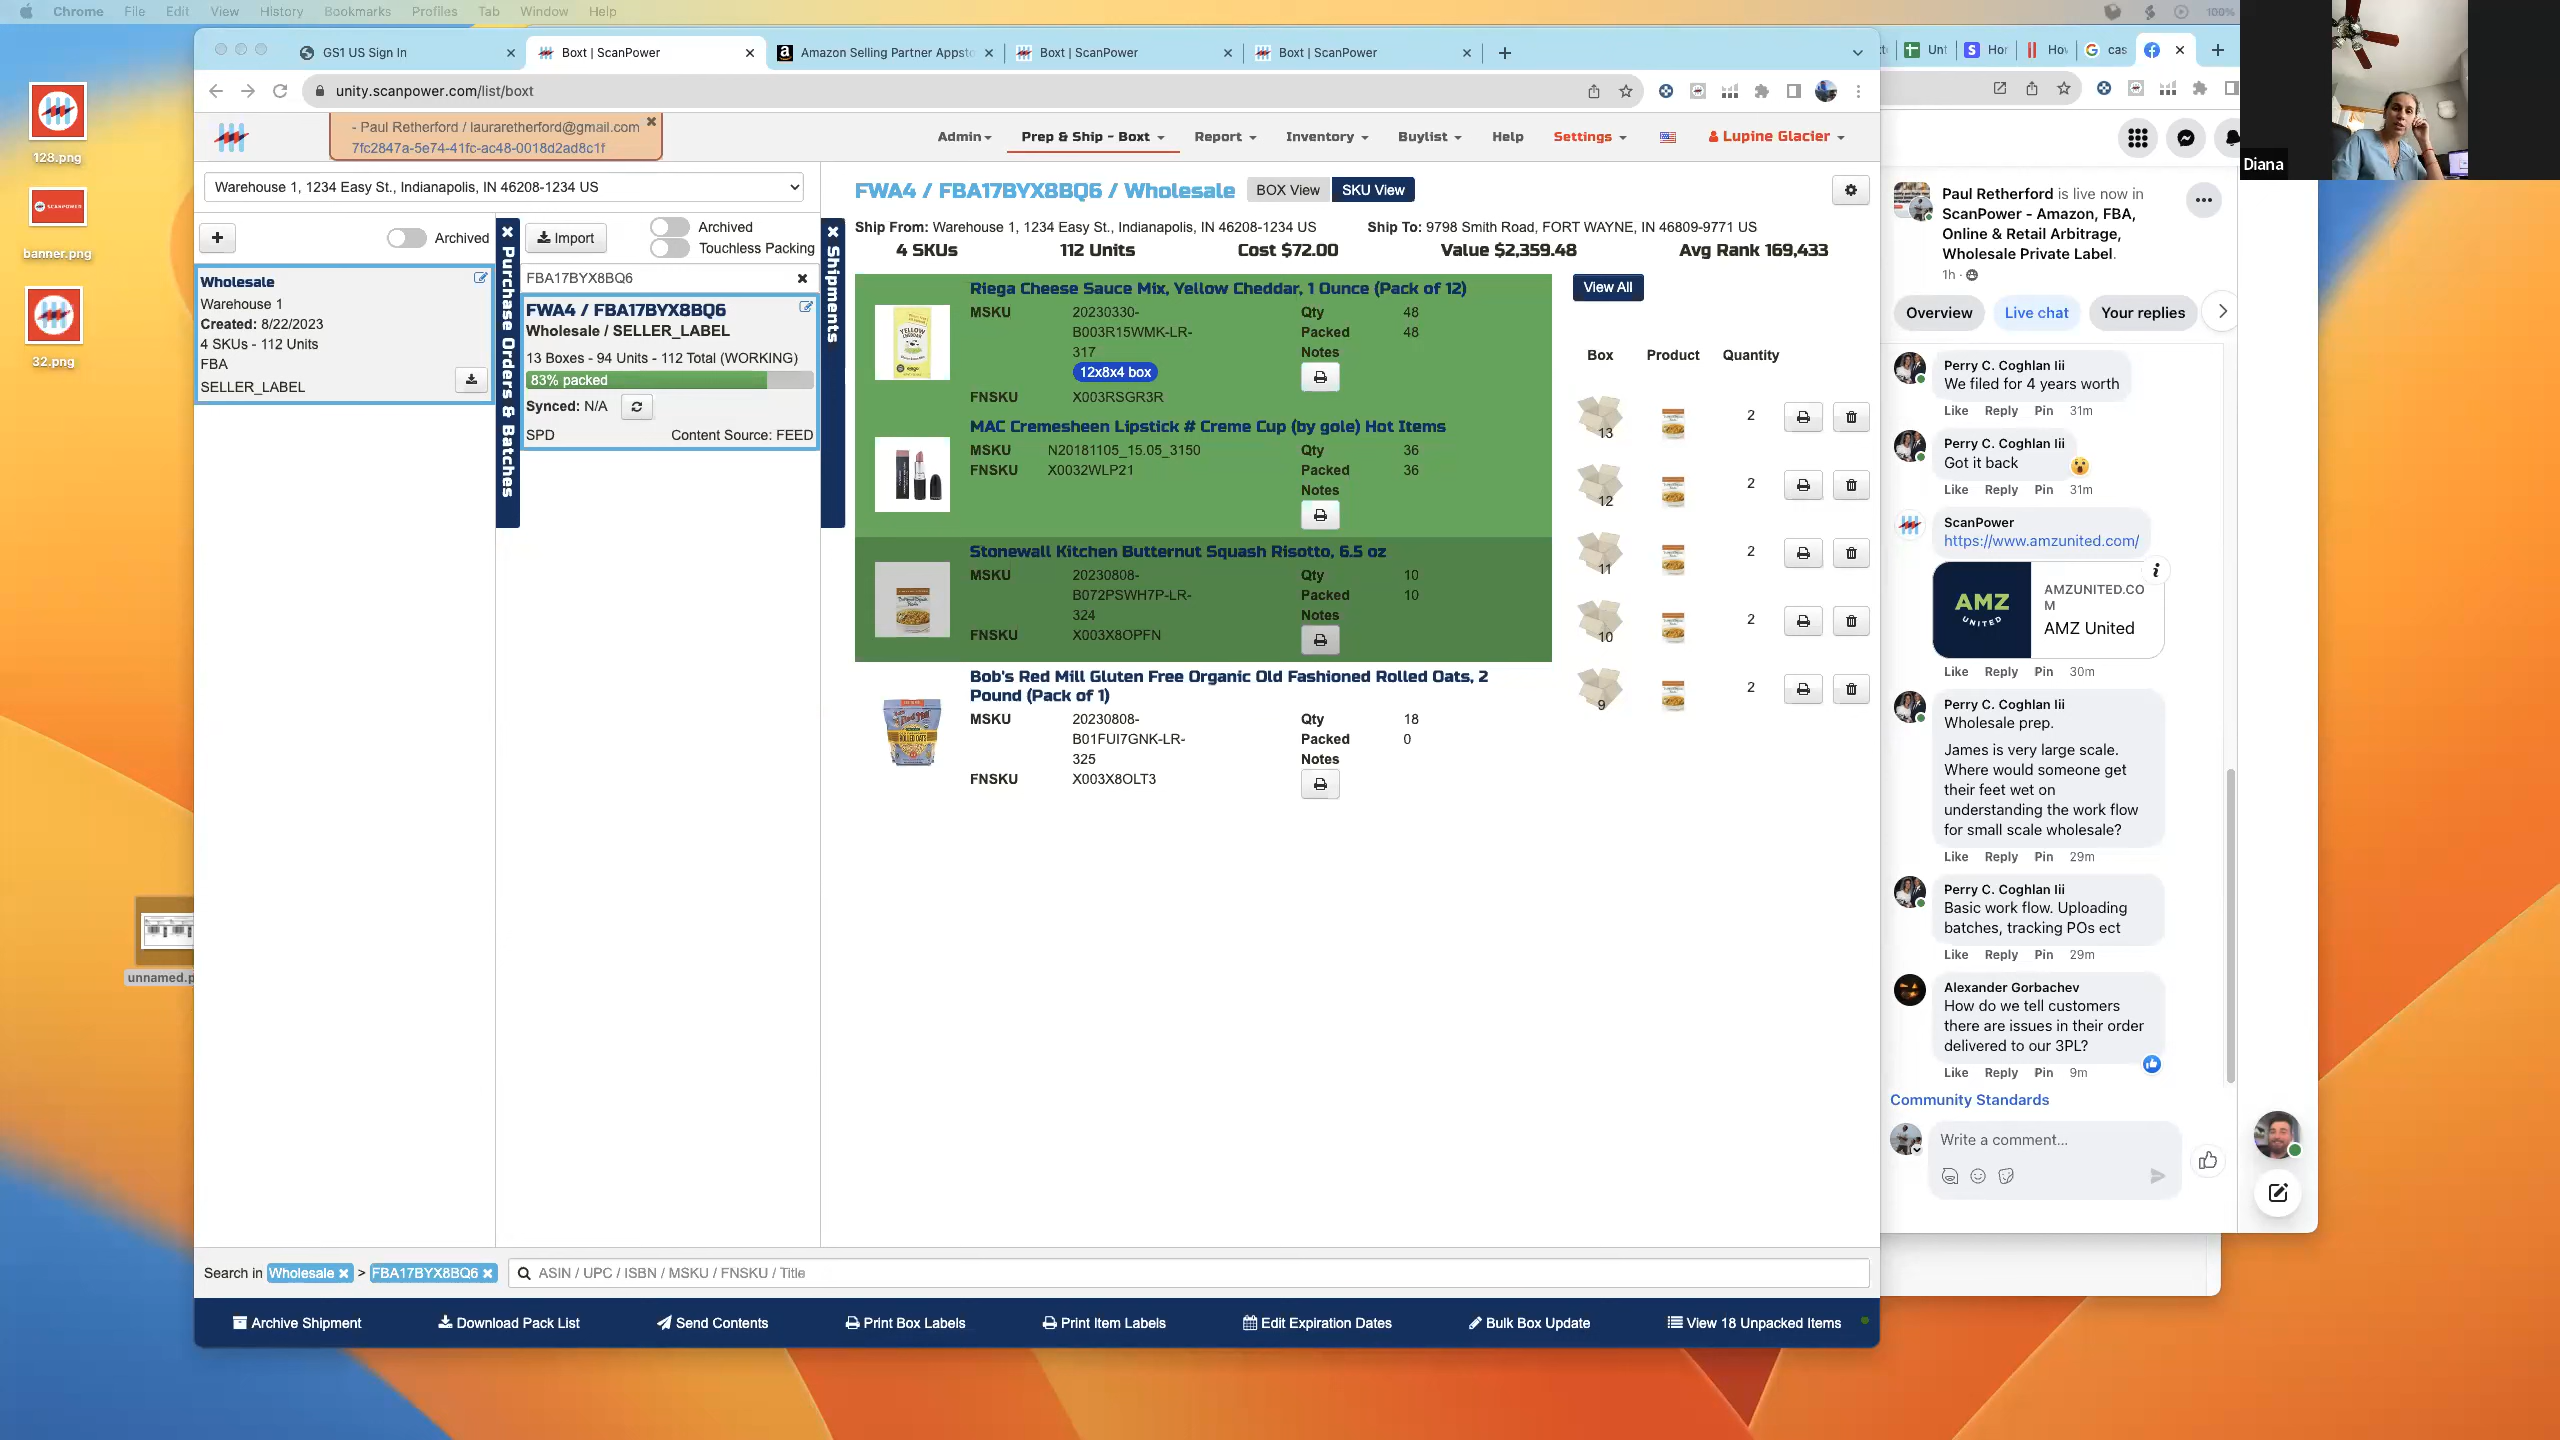 Chrome File Edit View History Bookmarks Profiles Tab Window Help
100%
GS1 US Sign In
Boxt | ScanPower
Amazon Selling Partner Appsto
Boxt | ScanPower
Boxt | ScanPower
Unt
Hor
Hov
cas
unity.scanpower.com/list/boxt
128.png
banner.png
32.png
unnamed.p
- Paul Retherford / lauraretherford@gmail.com
7fc2847a-5e74-41fc-ac48-0018d2ad8c1f
Admin
Prep & Ship - Boxt
Report
Inventory
Buylist
Help
Settings
Lupine Glacier
Warehouse 1, 1234 Easy St., Indianapolis, IN 46208-1234 US
Archived
Wholesale
Warehouse 1
Created: 8/22/2023
4 SKUs - 112 Units
FBA
SELLER_LABEL
Purchase Orders & Batches
Import
Archived
Touchless Packing
FBA17BYX8BQ6
FWA4 / FBA17BYX8BQ6
Wholesale / SELLER_LABEL
13 Boxes - 94 Units - 112 Total (WORKING)
83% packed
Synced: N/A
SPD
Content Source: FEED
Shipments
FWA4 / FBA17BYX8BQ6 / Wholesale
BOX View
SKU View
Ship From: Warehouse 1, 1234 Easy St., Indianapolis, IN 46208-1234 US
Ship To: 9798 Smith Road, FORT WAYNE, IN 46809-9771 US
4 SKUs
112 Units
Cost $72.00
Value $2,359.48
Avg Rank 169,433
Riega Cheese Sauce Mix, Yellow Cheddar, 1 Ounce (Pack of 12)
MSKU 20230330-
B003R15WMK-LR-
317
12x8x4 box
FNSKU X003RSGR3R
Qty 48
Packed 48
Notes
MAC Cremesheen Lipstick # Creme Cup (by gole) Hot Items
MSKU N20181105_15.05_3150
FNSKU X0032WLP21
Qty 36
Packed 36
Notes
Stonewall Kitchen Butternut Squash Risotto, 6.5 oz
MSKU 20230808-
B072PSWH7P-LR-
324
FNSKU X003X8OPFN
Qty 10
Packed 10
Notes
Bob's Red Mill Gluten Free Organic Old Fashioned Rolled Oats, 2
Pound (Pack of 1)
MSKU 20230808-
B01FUI7GNK-LR-
325
FNSKU X003X8OLT3
Qty 18
Packed 0
Notes
View All
Box Product Quantity
13 2
12 2
11 2
10 2
9 2
Search in Wholesale > FBA17BYX8BQ6
ASIN / UPC / ISBN / MSKU / FNSKU / Title
Archive Shipment
Download Pack List
Send Contents
Print Box Labels
Print Item Labels
Edit Expiration Dates
Bulk Box Update
View 18 Unpacked Items
Diana
Paul Retherford is live now in
ScanPower - Amazon, FBA,
Online & Retail Arbitrage,
Wholesale Private Label.
1h ·
Overview
Live chat
Your replies
Perry C. Coghlan Iii
We filed for 4 years worth
Like Reply Pin 31m
Perry C. Coghlan Iii
Got it back
Like Reply Pin 31m
ScanPower
https://www.amzunited.com/
AMZ
UNITED
AMZUNITED.CO
M
AMZ United
Like Reply Pin 30m
Perry C. Coghlan Iii
Wholesale prep.
James is very large scale.
Where would someone get
their feet wet on
understanding the work flow
for small scale wholesale?
Like Reply Pin 29m
Perry C. Coghlan Iii
Basic work flow. Uploading
batches, tracking POs ect
Like Reply Pin 29m
Alexander Gorbachev
How do we tell customers
there are issues in their order
delivered to our 3PL?
Like Reply Pin 9m
Community Standards
Write a comment...